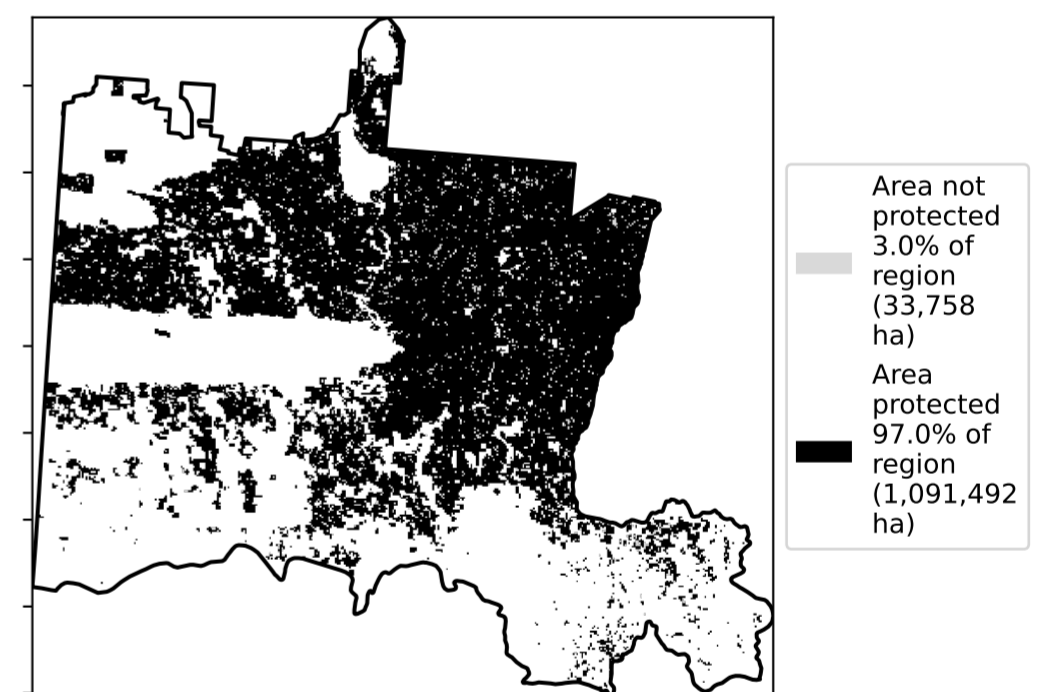 Area not
protected
3.0% of
region
(33,758
ha)
Area
protected
97.0% of
region
(1,091,492
ha)